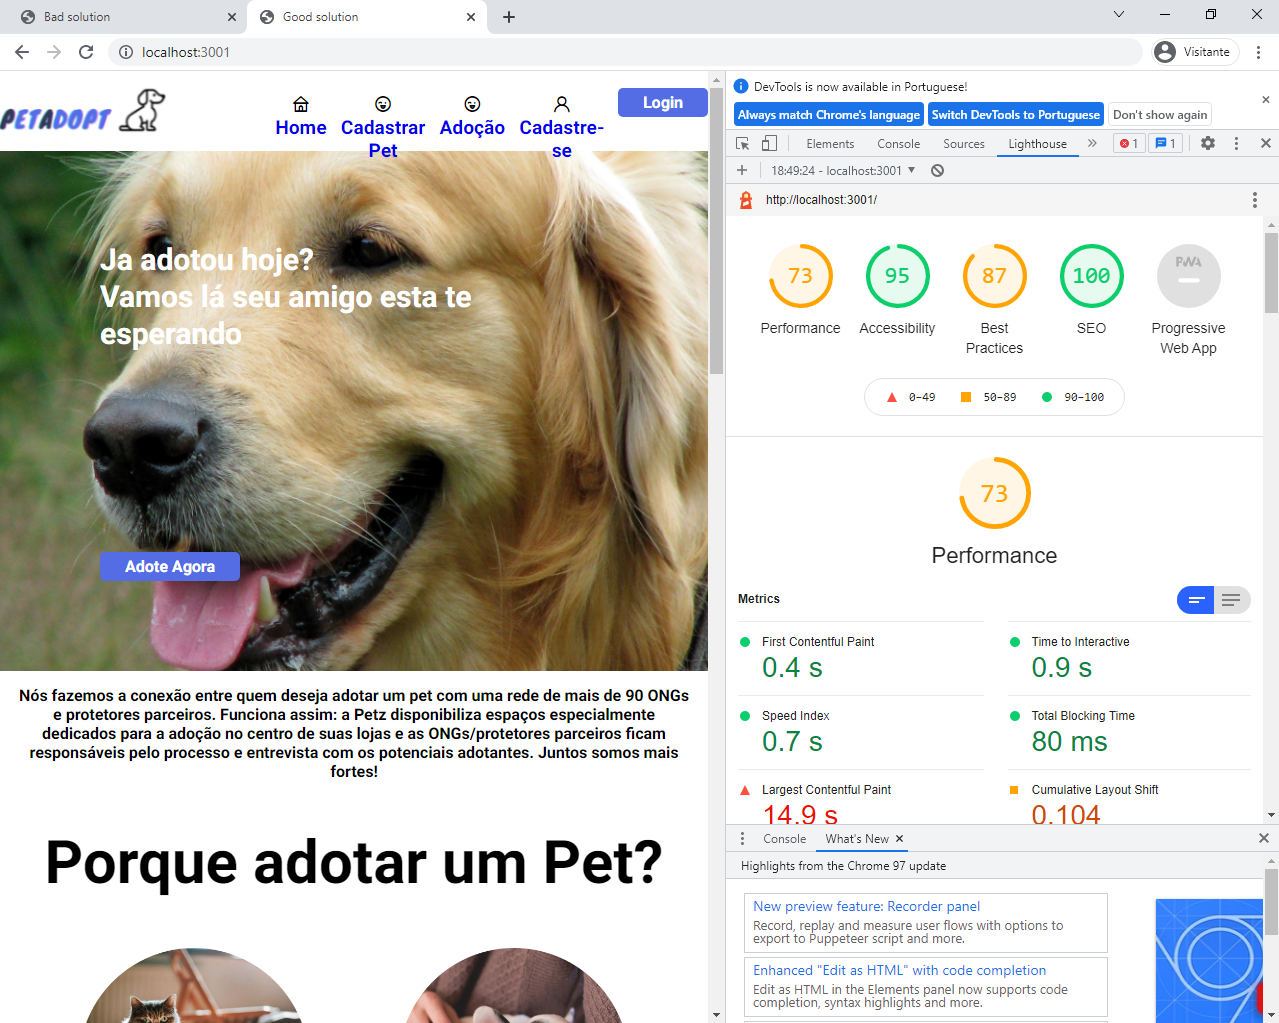 Bad solution
Good solution
localhost:3001
Visitante
PETADOPT
Home
Cadastrar
Pet
Adoção
Cadastre-
se
Login
Ja adotou hoje?
Vamos lá seu amigo esta te
esperando
Adote Agora
Nós fazemos a conexão entre quem deseja adotar um pet com uma rede de mais de 90 ONGs
e protetores parceiros. Funciona assim: a Petz disponibiliza espaços especialmente
dedicados para a adoção no centro de suas lojas e as ONGs/protetores parceiros ficam
responsáveis pelo processo e entrevista com os potenciais adotantes. Juntos somos mais
fortes!
Porque adotar um Pet?
DevTools is now available in Portuguese!
Always match Chrome's language
Switch DevTools to Portuguese
Don't show again
Elements
Console
Sources
Lighthouse
1
1
18:49:24 - localhost:3001
http://localhost:3001/
73
95
87
100
PWA
Performance
Accessibility
Best
Practices
SEO
Progressive
Web App
0–49
50–89
90–100
73
Performance
Metrics
First Contentful Paint
0.4 s
Time to Interactive
0.9 s
Speed Index
0.7 s
Total Blocking Time
80 ms
Largest Contentful Paint
14.9 s
Cumulative Layout Shift
0.104
Console
What's New
Highlights from the Chrome 97 update
New preview feature: Recorder panel
Record, replay and measure user flows with options to
export to Puppeteer script and more.
Enhanced "Edit as HTML" with code completion
Edit as HTML in the Elements panel now supports code
completion, syntax highlights and more.